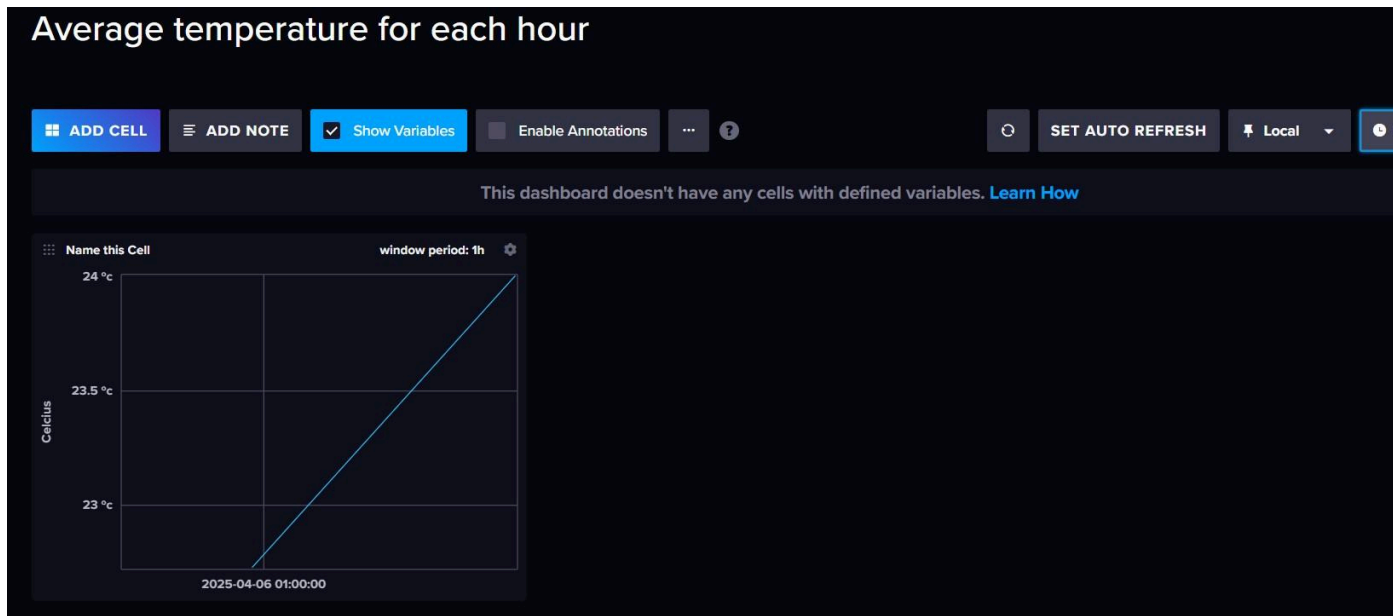 Average temperature for each hour
ADD CELL ADD NOTE Show Variables Enable Annotations ... ? SET AUTO REFRESH Local
This dashboard doesn't have any cells with defined variables. Learn How
Name this Cell window period: 1h
24 °c
23.5 °c
Celcius
23 °c
2025-04-06 01:00:00